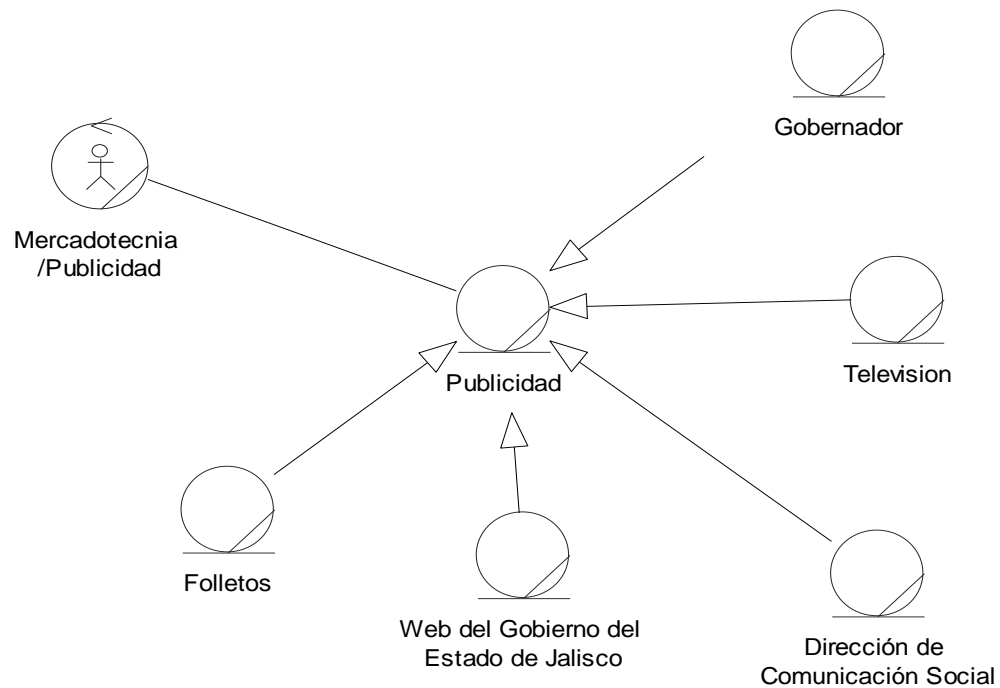 Gobernador
Mercadotecnia
/Publicidad
Television
Publicidad
Folletos
Web del Gobierno del
Estado de Jalisco
Dirección de
Comunicación Social